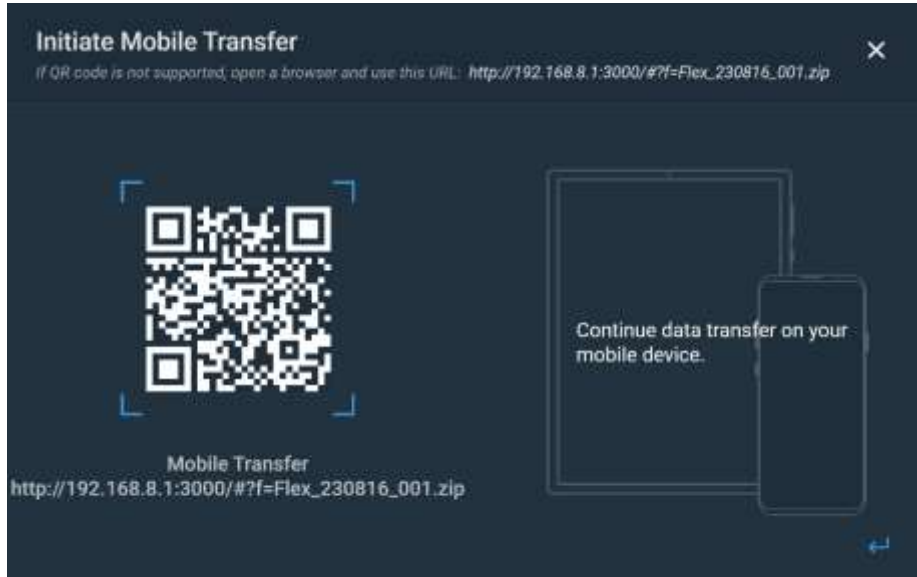 Initiate Mobile Transfer
If QR code is not supported, open a browser and use this URL: http://192.168.8.1:3000/#?f=Flex_230816_001.zip
Continue data transfer on your
mobile device.
Mobile Transfer
http://192.168.8.1:3000/#?f=Flex_230816_001.zip